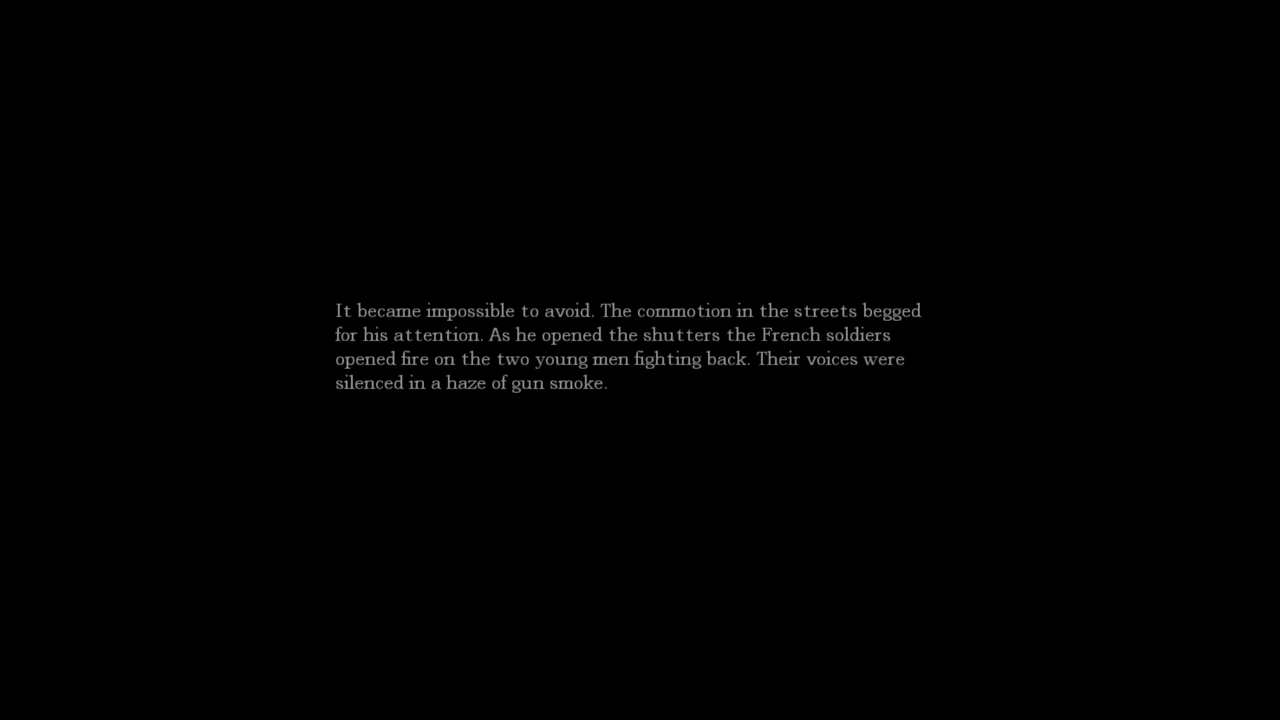 It became impossible to avoid. The commotion in the streets begged
for his attention. As he opened the shutters the French soldiers
opened fire on the two young men fighting back. Their voices were
silenced in a haze of gun smoke.